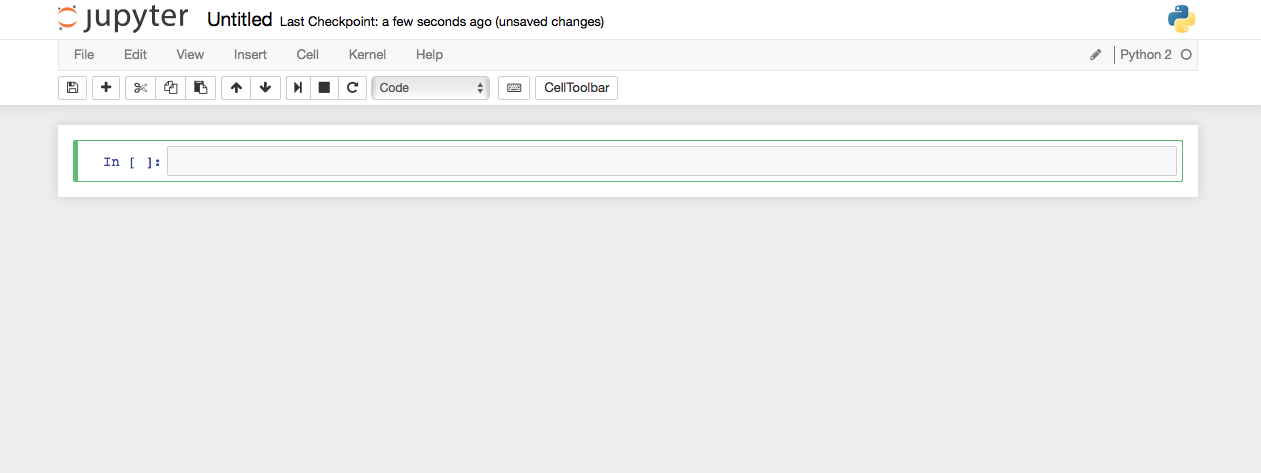 jupyter Untitled Last Checkpoint: a few seconds ago (unsaved changes)
File Edit View Insert Cell Kernel Help Python 2
Code CellToolbar
In [ ]: